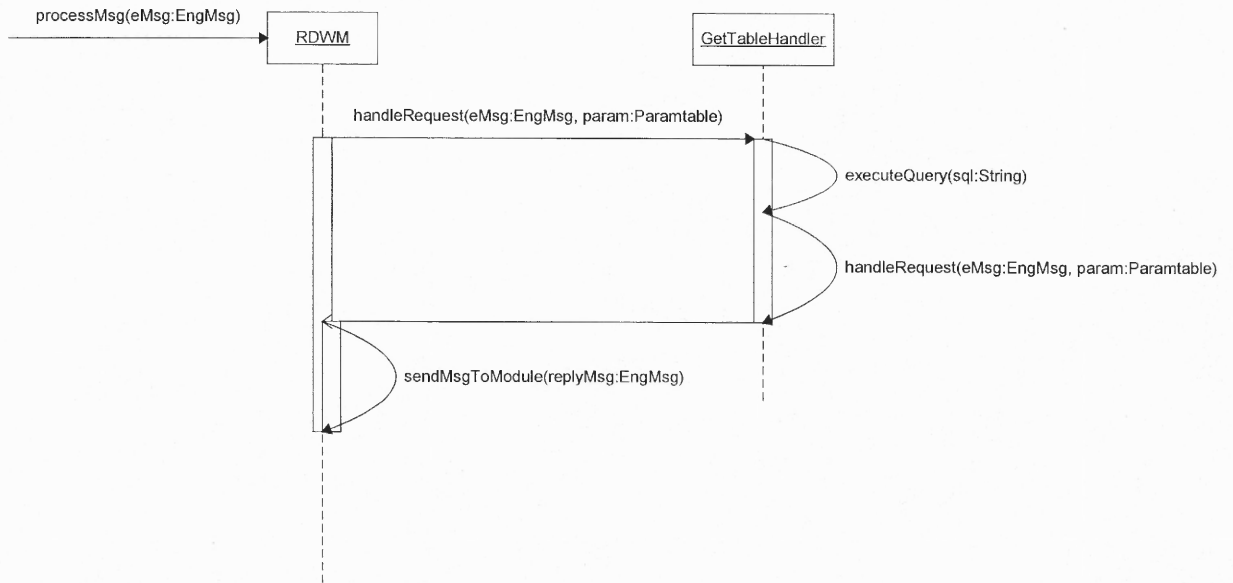 processMsg(eMsg:EngMsg)
RDWM
GetTableHandler
handleRequest(eMsg:EngMsg, param:Paramtable)
executeQuery(sql:String)
handleRequest(eMsg:EngMsg, param:Paramtable)
sendMsgToModule(replyMsg:EngMsg)